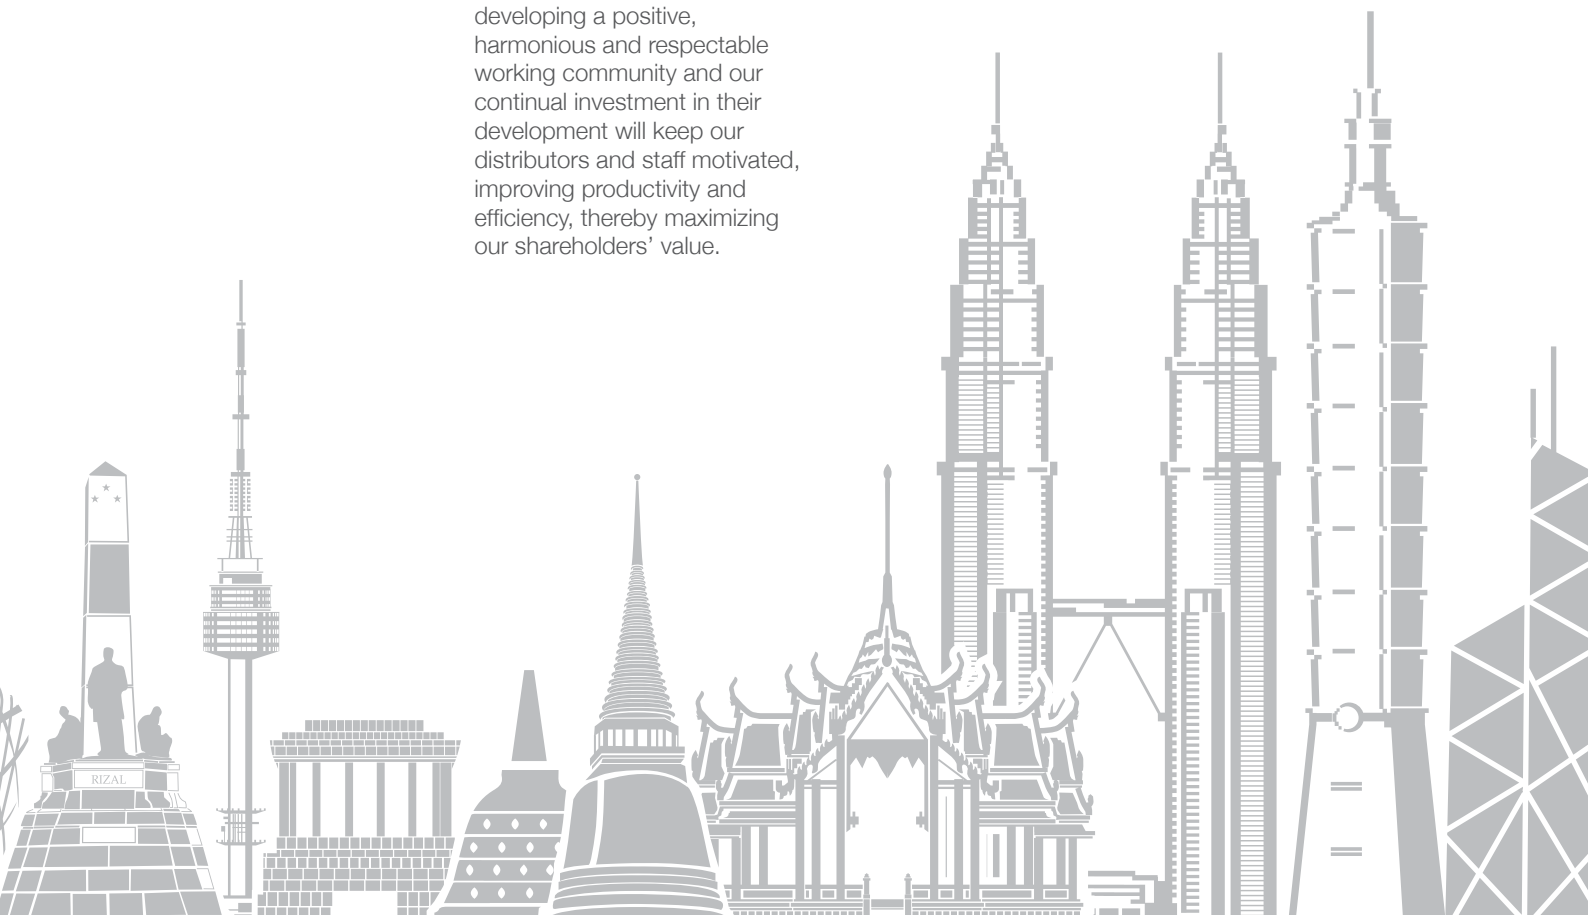 developing a positive,
harmonious and respectable
working community and our
continual investment in their
development will keep our
distributors and staff motivated,
improving productivity and
efficiency, thereby maximizing
our shareholders’ value.
RIZAL